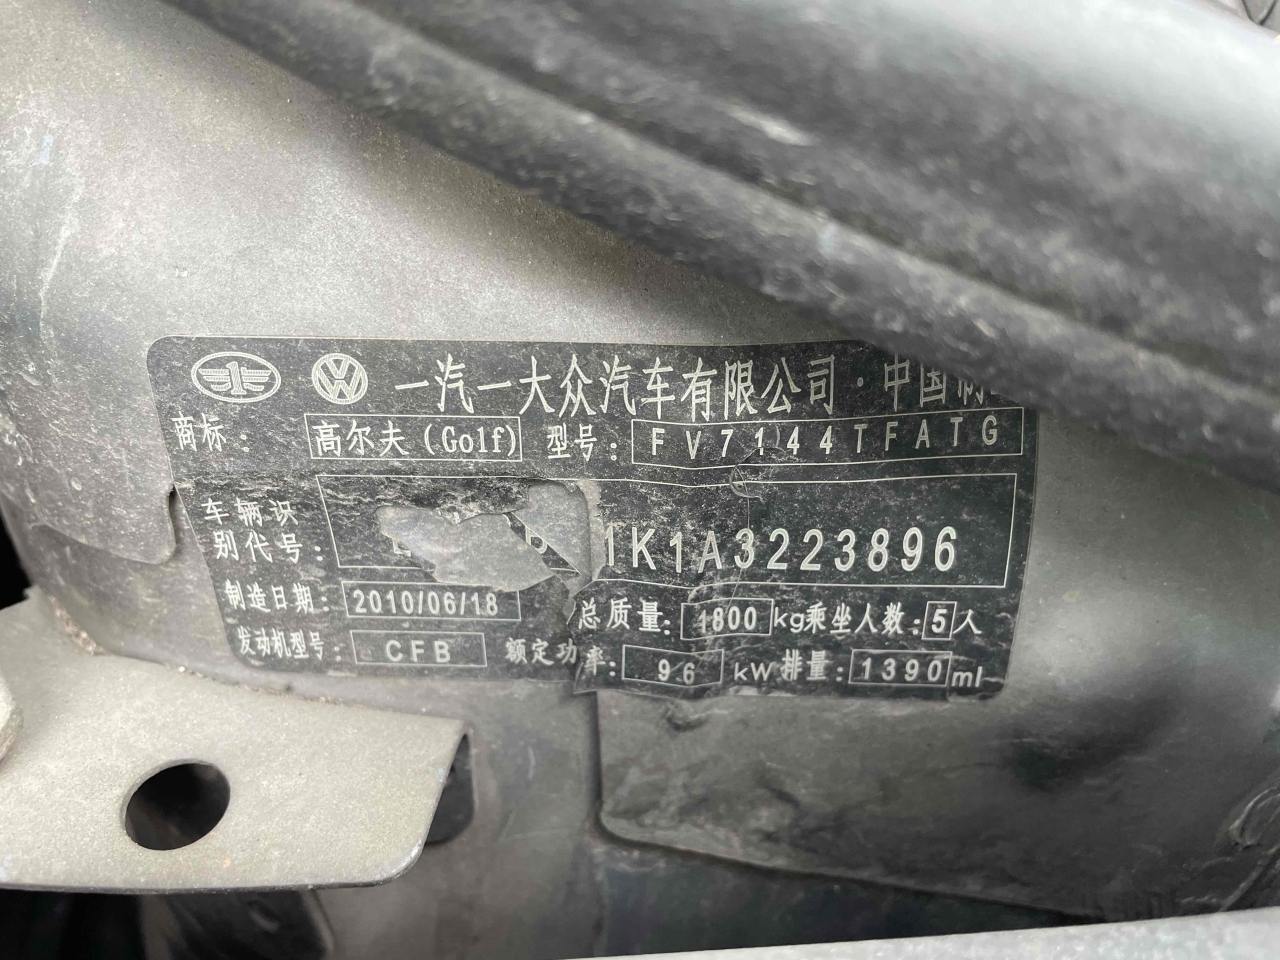 一汽一大众汽车有限公司·中国制
商标: 高尔夫(Golf) 型号: FV7144TFATG
车辆识别代号: 1K1A3223896
制造日期: 2010/06/18 总质量: 1800 kg 乘坐人数: 5 人
发动机型号: CFB 额定功率: 96 kW 排量: 1390 ml